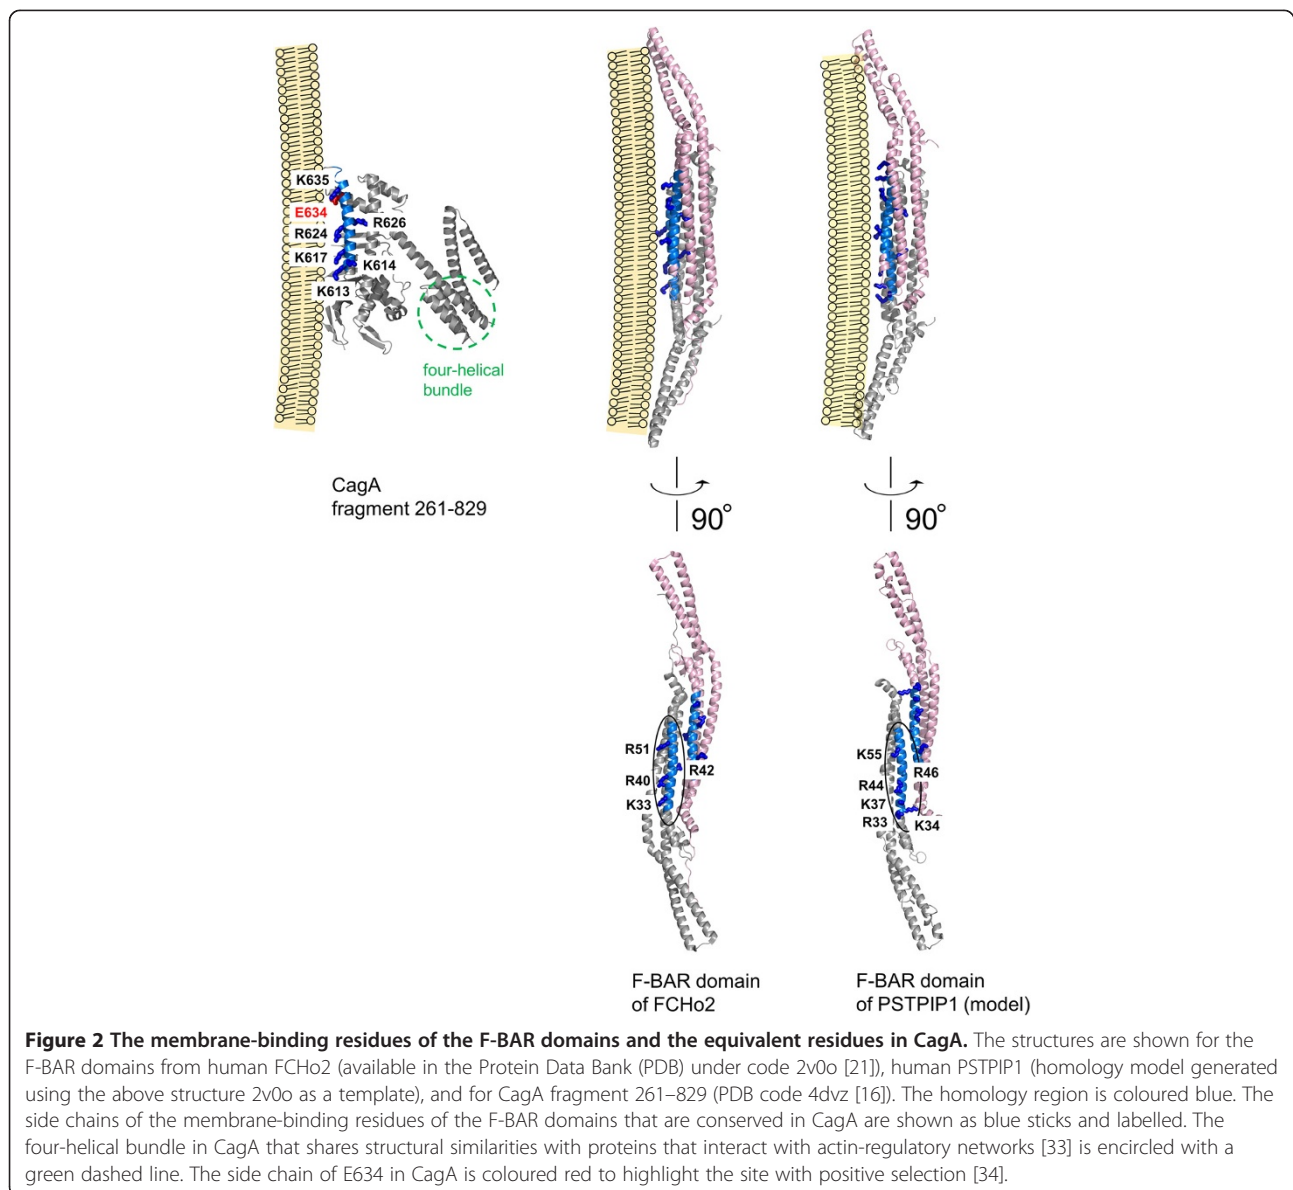 K635
E634
R626
R624
K617
K614
K613
four-helical
bundle
CagA
fragment 261-829
90°
90°
R51
R42
R40
K33
K55
R46
R44
K37
R33
K34
F-BAR domain
of FCHo2
F-BAR domain
of PSTPIP1 (model)
Figure 2 The membrane-binding residues of the F-BAR domains and the equivalent residues in CagA. The structures are shown for the
F-BAR domains from human FCHo2 (available in the Protein Data Bank (PDB) under code 2v0o [21]), human PSTPIP1 (homology model generated
using the above structure 2v0o as a template), and for CagA fragment 261–829 (PDB code 4dvz [16]). The homology region is coloured blue. The
side chains of the membrane-binding residues of the F-BAR domains that are conserved in CagA are shown as blue sticks and labelled. The
four-helical bundle in CagA that shares structural similarities with proteins that interact with actin-regulatory networks [33] is encircled with a
green dashed line. The side chain of E634 in CagA is coloured red to highlight the site with positive selection [34].